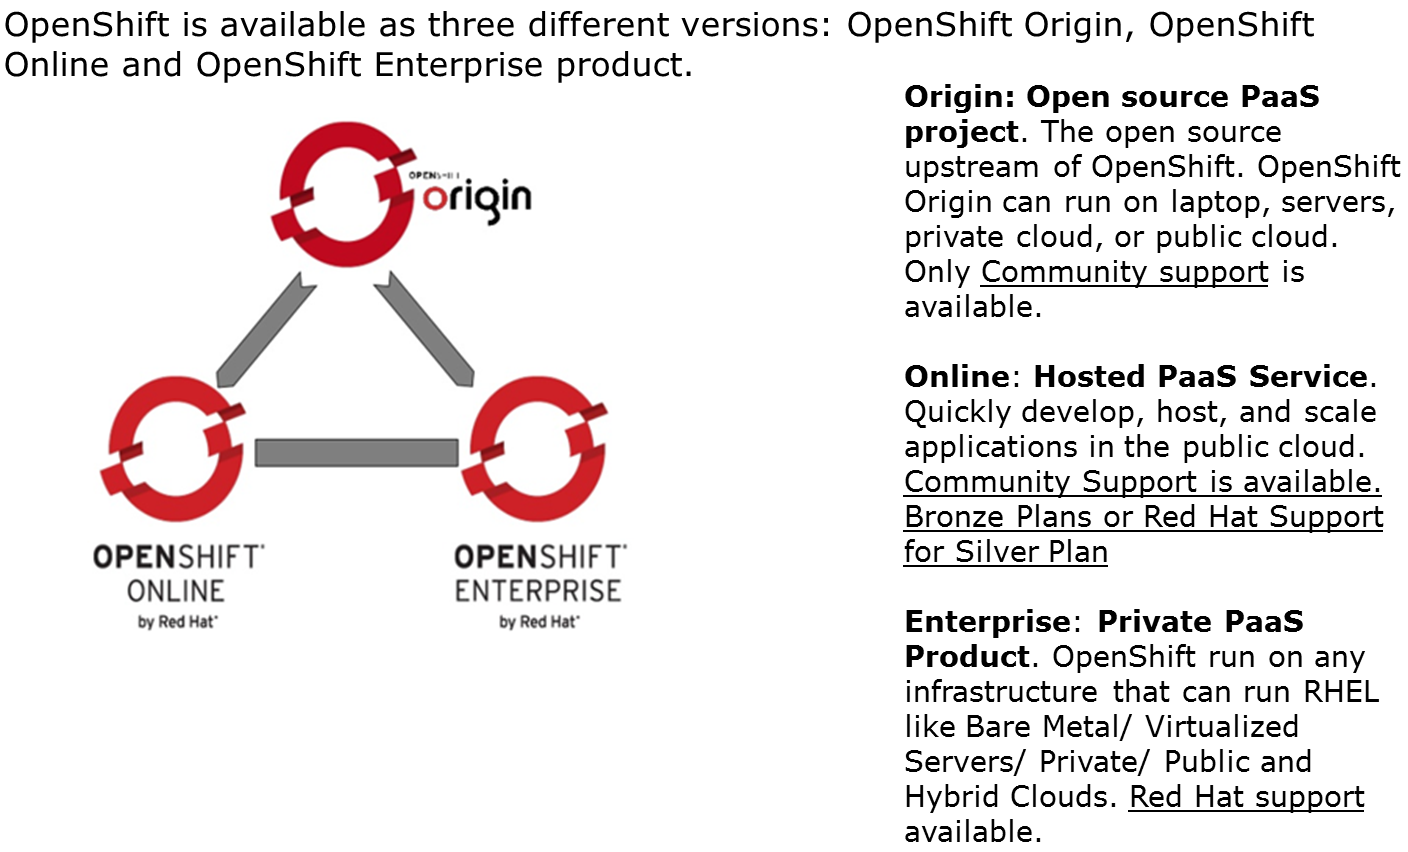 OpenShift is available as three different versions: OpenShift Origin, OpenShift
Online and OpenShift Enterprise product.
OPENSHIFT
origin
OPENSHIFT
ONLINE
by Red Hat
OPENSHIFT
ENTERPRISE
by Red Hat
Origin: Open source PaaS
project. The open source
upstream of OpenShift. OpenShift
Origin can run on laptop, servers,
private cloud, or public cloud.
Only Community support is
available.
Online: Hosted PaaS Service.
Quickly develop, host, and scale
applications in the public cloud.
Community Support is available.
Bronze Plans or Red Hat Support
for Silver Plan
Enterprise: Private PaaS
Product. OpenShift run on any
infrastructure that can run RHEL
like Bare Metal/ Virtualized
Servers/ Private/ Public and
Hybrid Clouds. Red Hat support
available.